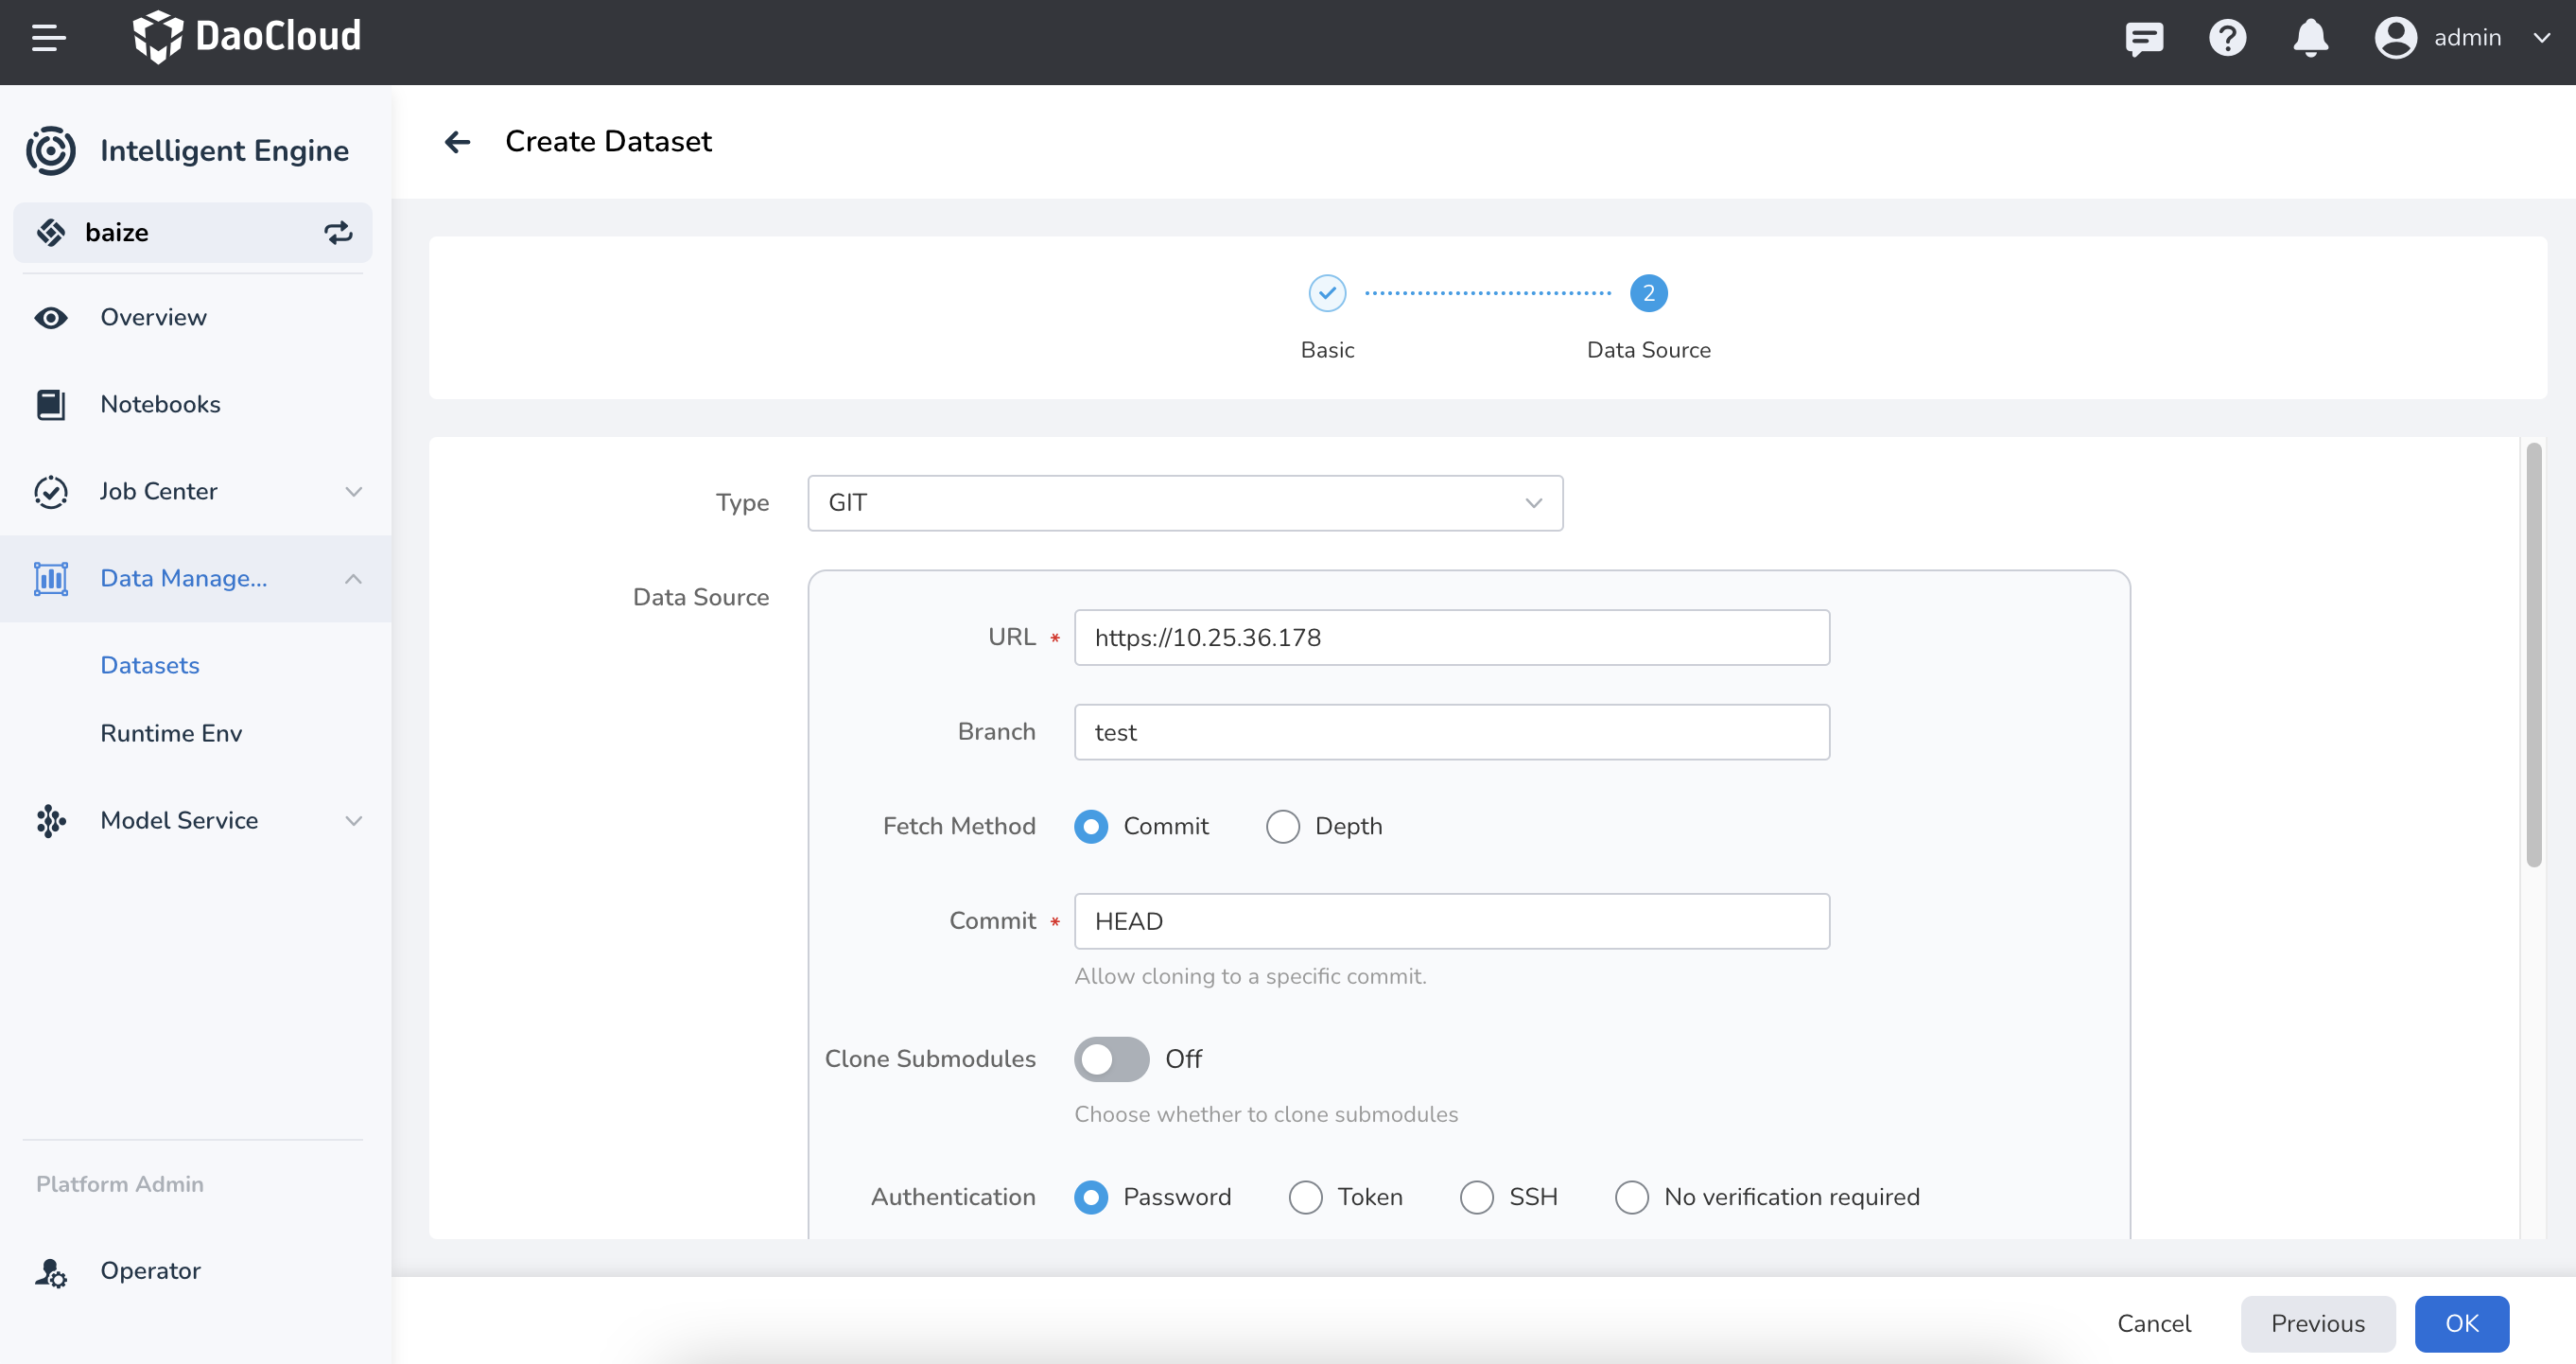 DaoCloud
admin
Intelligent Engine
baize
Overview
Notebooks
Job Center
Data Manage...
Datasets
Runtime Env
Model Service
Platform Admin
Operator
Create Dataset
2
Basic
Data Source
Type
GIT
Data Source
URL * https://10.25.36.178
Branch test
Fetch Method Commit Depth
Commit * HEAD
Allow cloning to a specific commit.
Clone Submodules Off
Choose whether to clone submodules
Authentication Password Token SSH No verification required
Cancel Previous OK